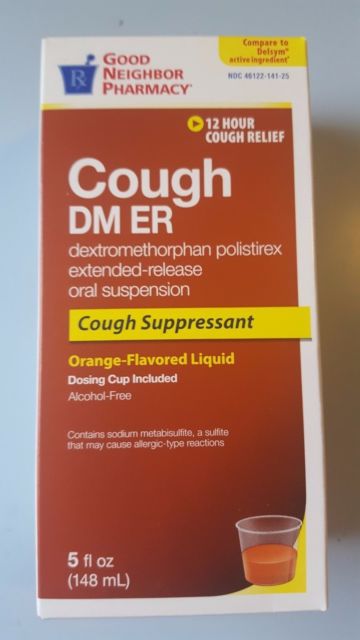 GOOD
NEIGHBOR
PHARMACY
Rx
Compare to
Delsym™
active ingredient*
NDC 46122-141-25
12 HOUR
COUGH RELIEF
Cough
DM ER
dextromethorphan polistirex
extended-release
oral suspension
Cough Suppressant
Orange-Flavored Liquid
Dosing Cup Included
Alcohol-Free
Contains sodium metabisulfite, a sulfite
that may cause allergic-type reactions
5 fl oz
(148 mL)